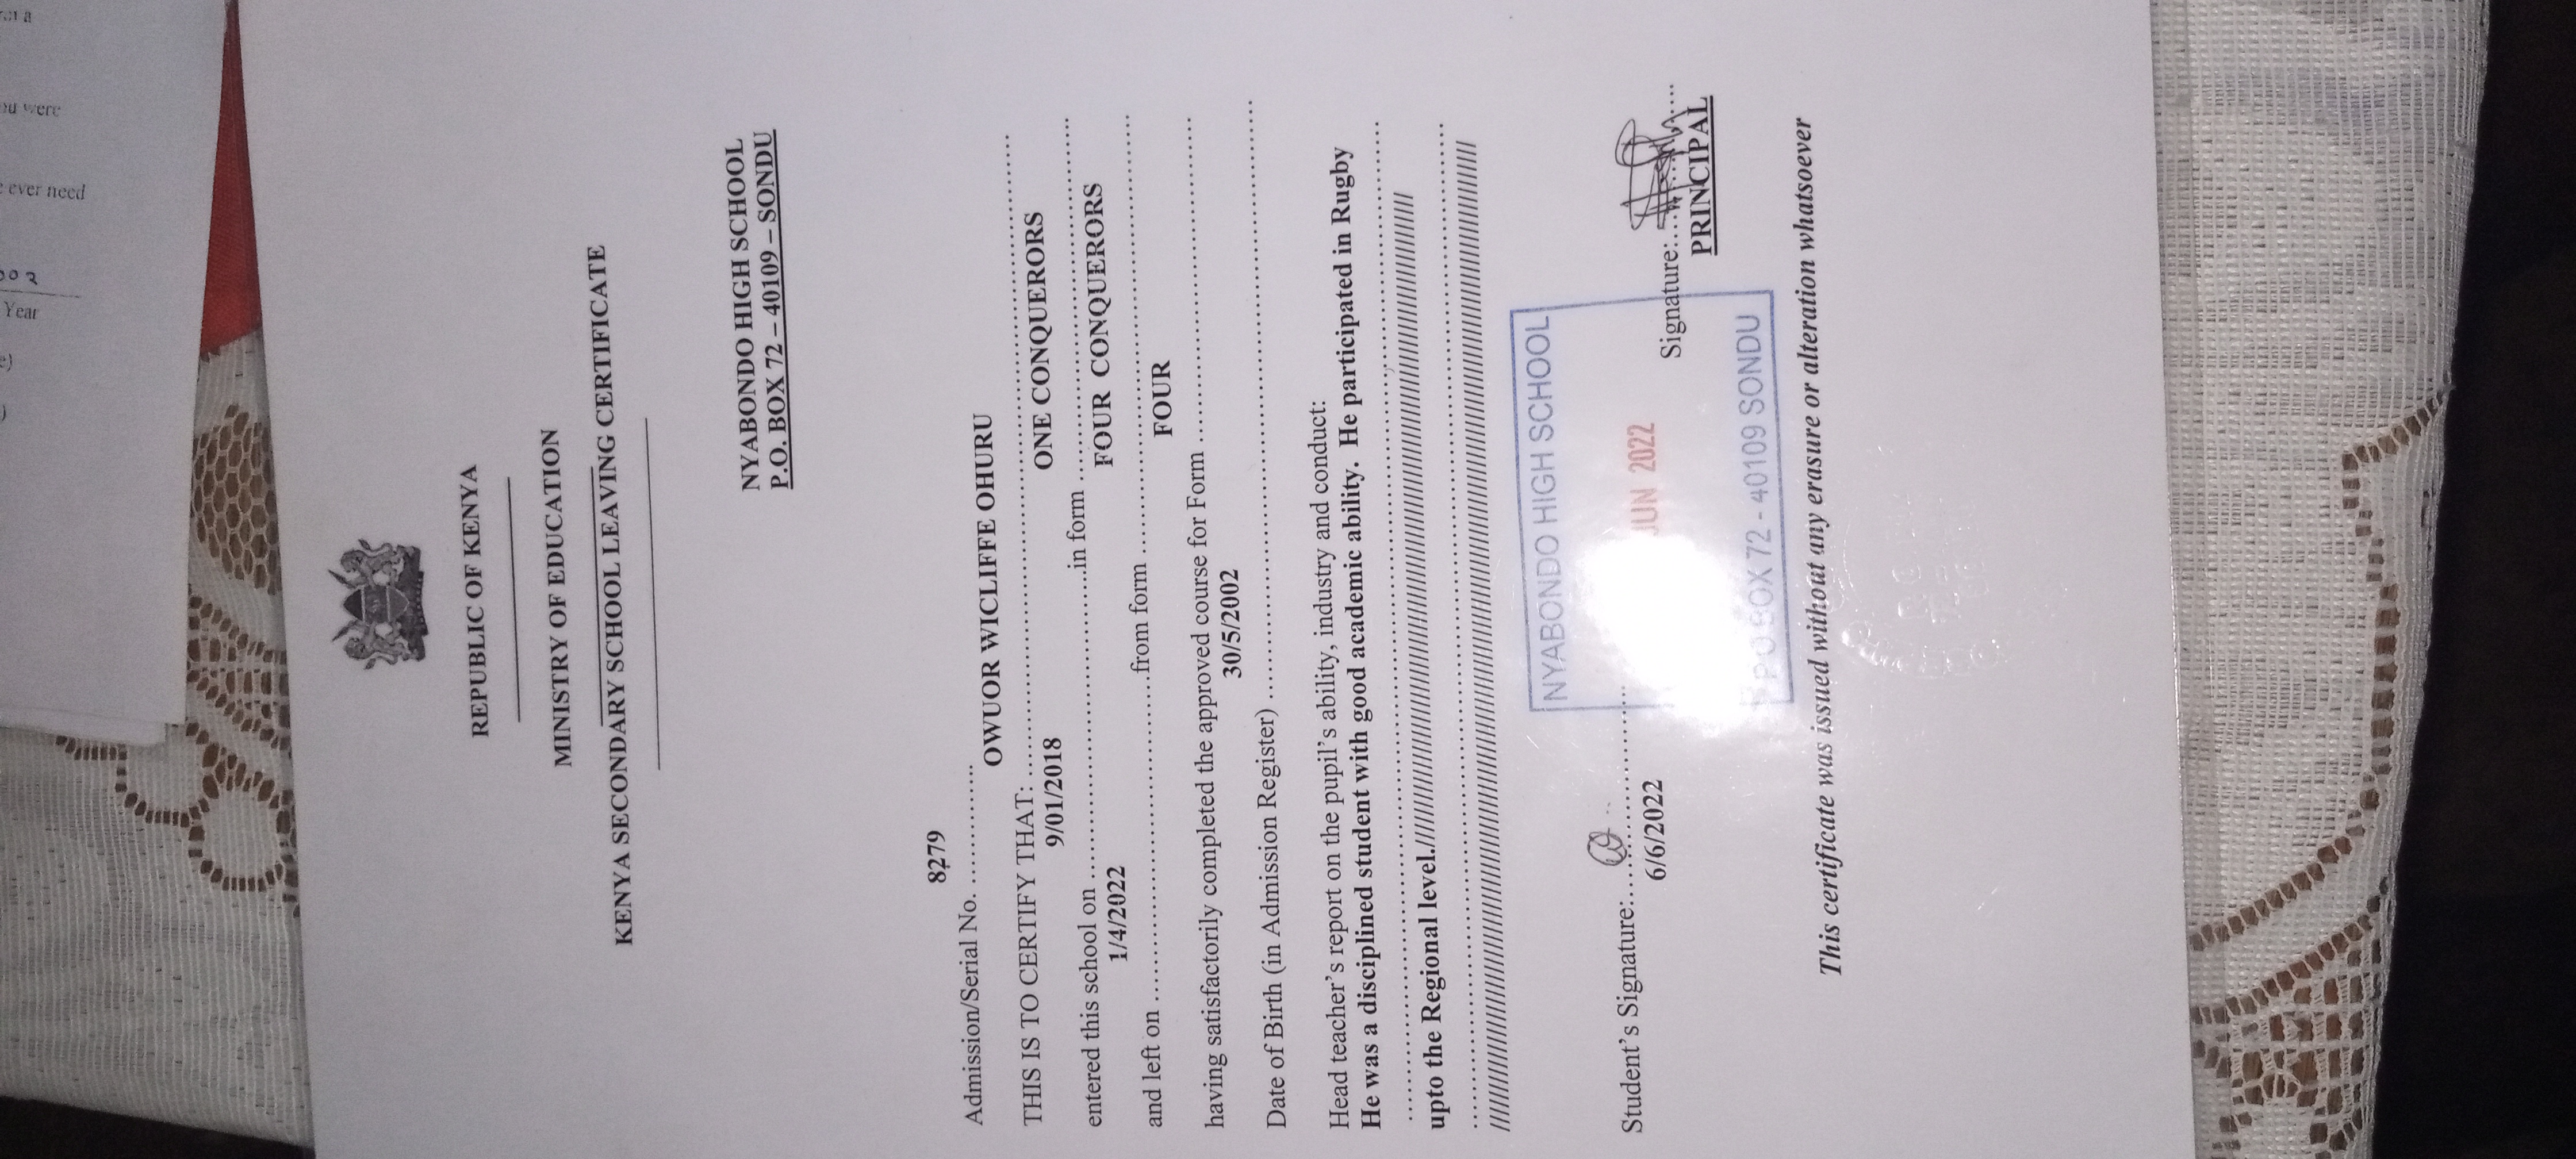 ou were
ever need
Year
REPUBLIC OF KENYA
MINISTRY OF EDUCATION
KENYA SECONDARY SCHOOL LEAVING CERTIFICATE
NYABONDO HIGH SCHOOL
P.O. BOX 72 – 40109 – SONDU
8279
Admission/Serial No. ...............
OWUOR WICLIFFE OHURU
THIS IS TO CERTIFY THAT: ...............
9/01/2018 ONE CONQUERORS
entered this school on ...............in form ...............
1/4/2022 FOUR CONQUERORS
and left on ...............from form ...............
FOUR
having satisfactorily completed the approved course for Form ...............
30/5/2002
Date of Birth (in Admission Register) ...............
Head teacher's report on the pupil's ability, industry and conduct:
He was a disciplined student with good academic ability. He participated in Rugby
upto the Regional level.
NYABONDO HIGH SCHOOL
JUN 2022
P O BOX 72 - 40109 SONDU
Student's Signature:............... Signature:...............
6/6/2022 PRINCIPAL
This certificate was issued without any erasure or alteration whatsoever